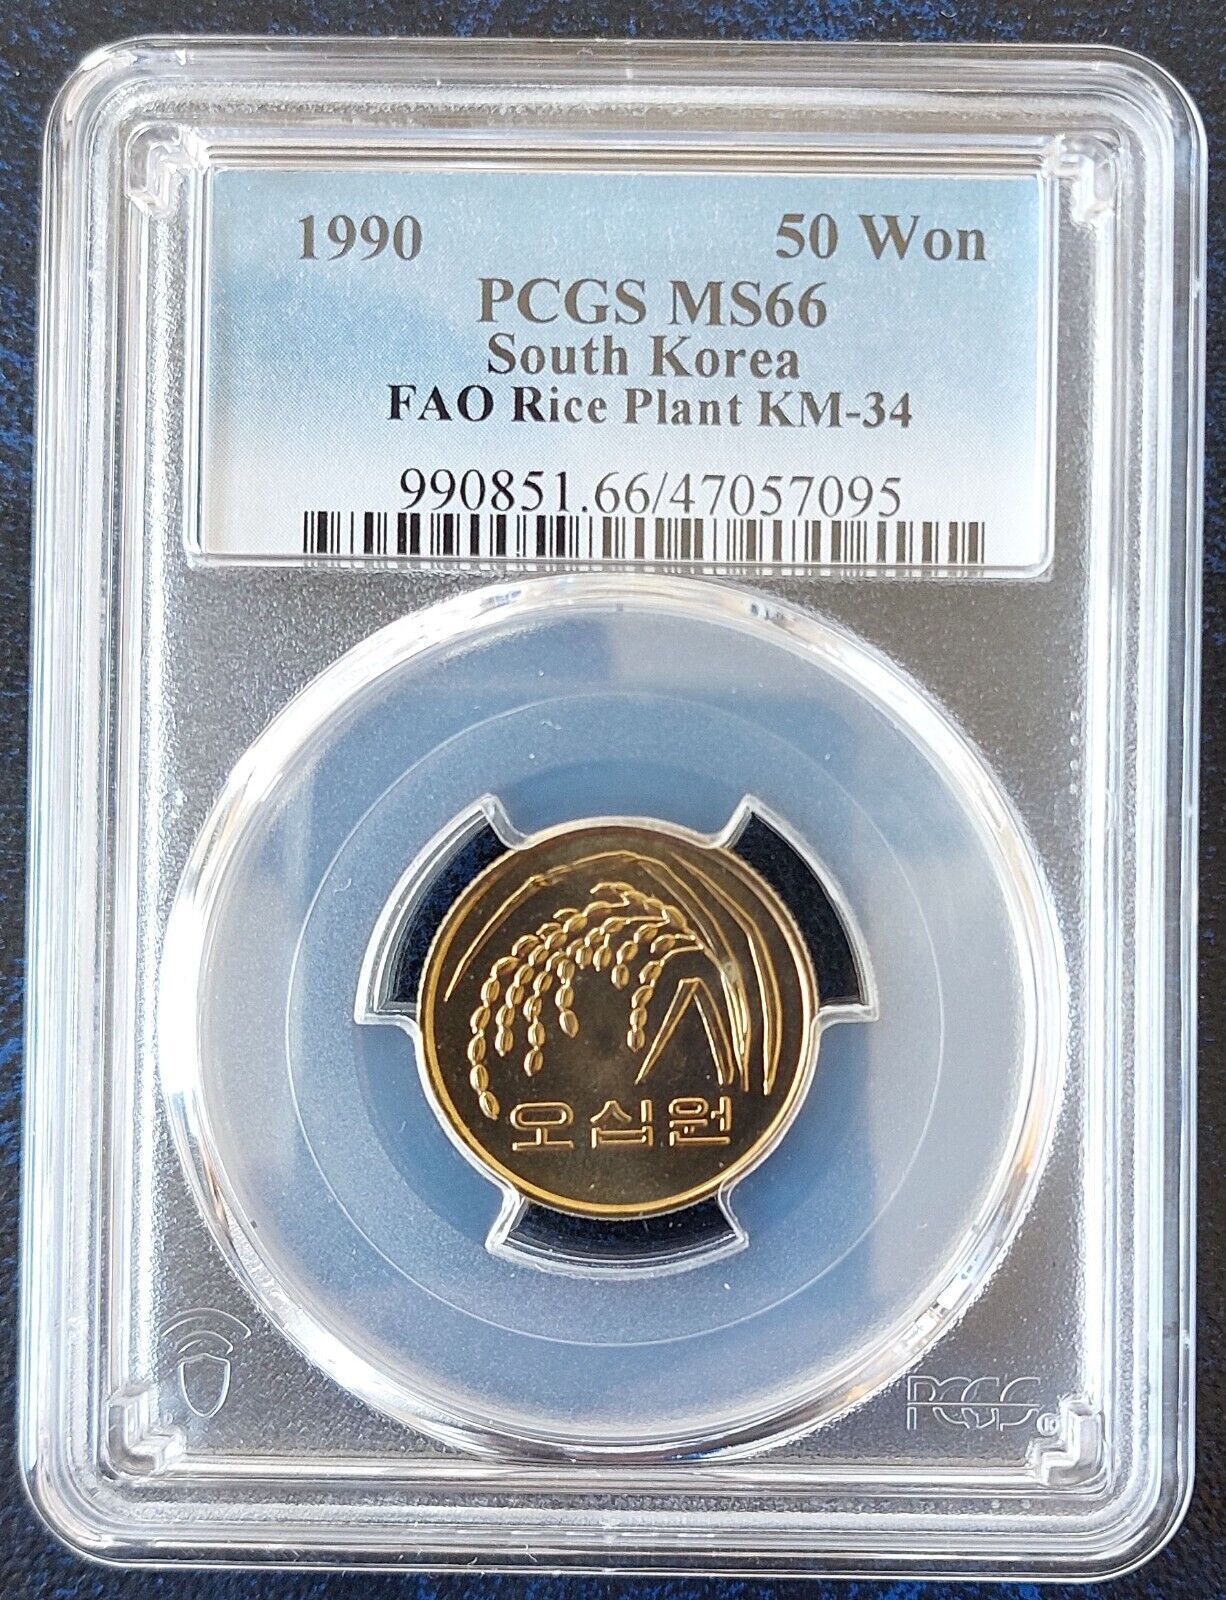 1990 50 Won
PCGS MS66
South Korea
FAO Rice Plant KM-34
990851.66/47057095
오십원
PCGS®